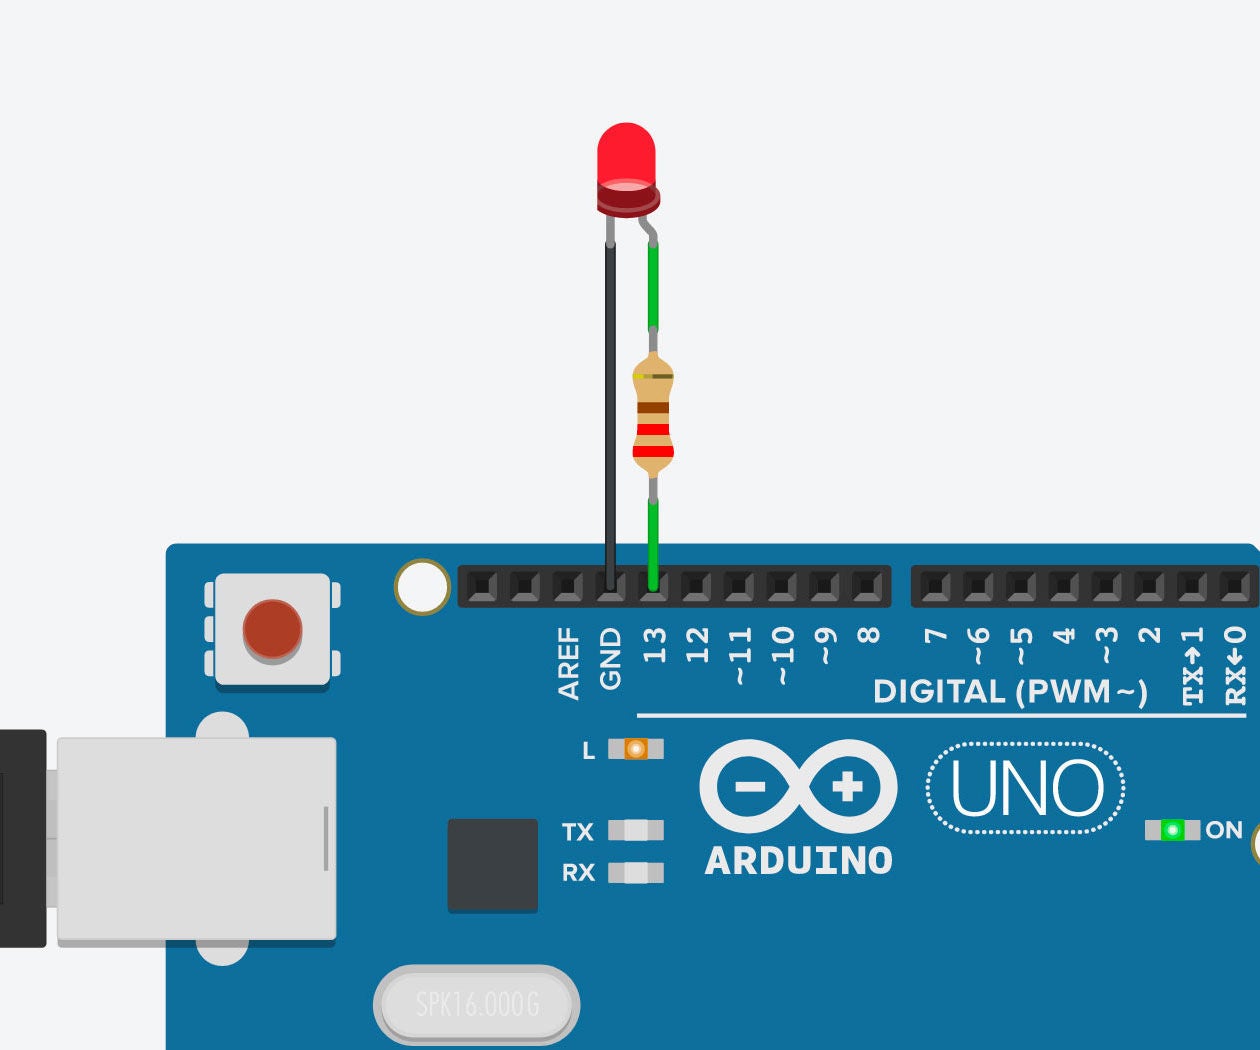 AREF
GND
13
12
~11
~10
~9
8
7
~6
~5
4
~3
2
TX→1
RX←0
DIGITAL (PWM~)
L
TX
RX
ARDUINO
UNO
ON
SPK16.000G